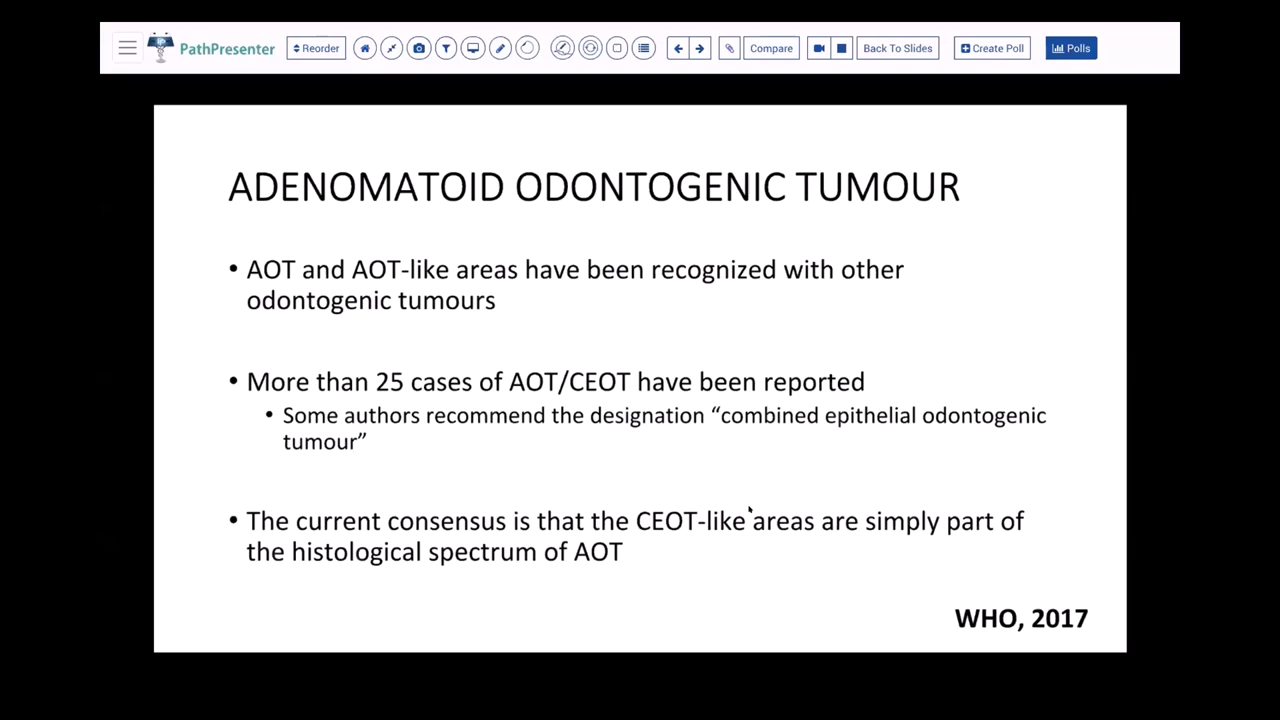 PathPresenter Reorder Compare Back To Slides Create Poll Polls
ADENOMATOID ODONTOGENIC TUMOUR
• AOT and AOT-like areas have been recognized with other
odontogenic tumours
• More than 25 cases of AOT/CEOT have been reported
• Some authors recommend the designation “combined epithelial odontogenic
tumour”
• The current consensus is that the CEOT-like areas are simply part of
the histological spectrum of AOT
WHO, 2017